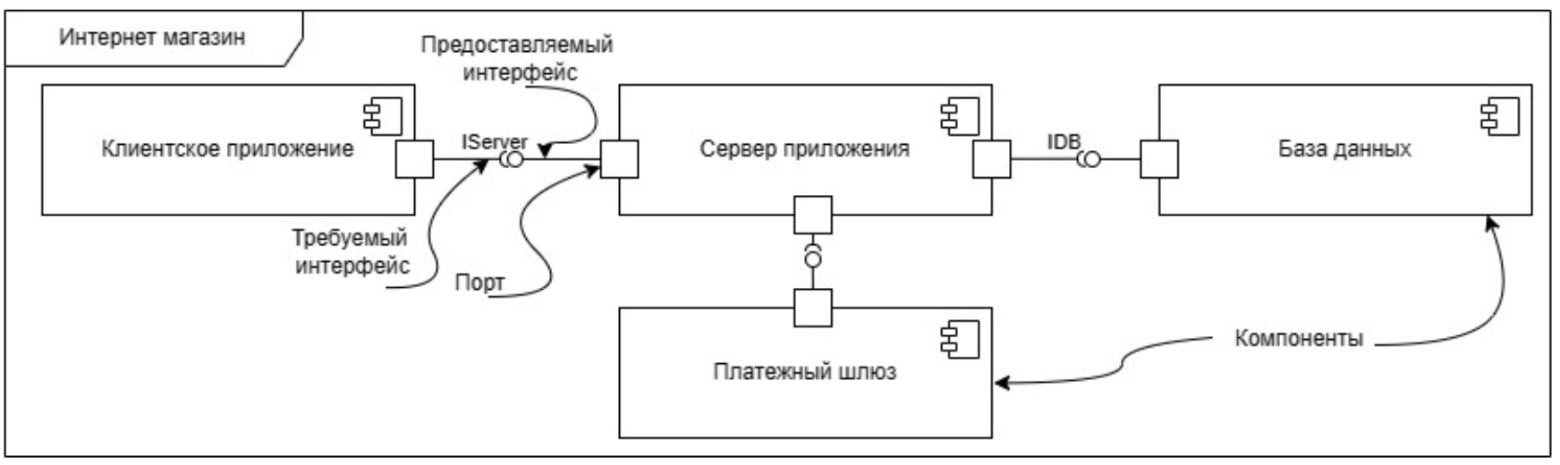 Интернет магазин
Предоставляемый
интерфейс
Клиентское приложение
IServer
Сервер приложения
IDB
База данных
Требуемый
интерфейс
Порт
Компоненты
Платежный шлюз